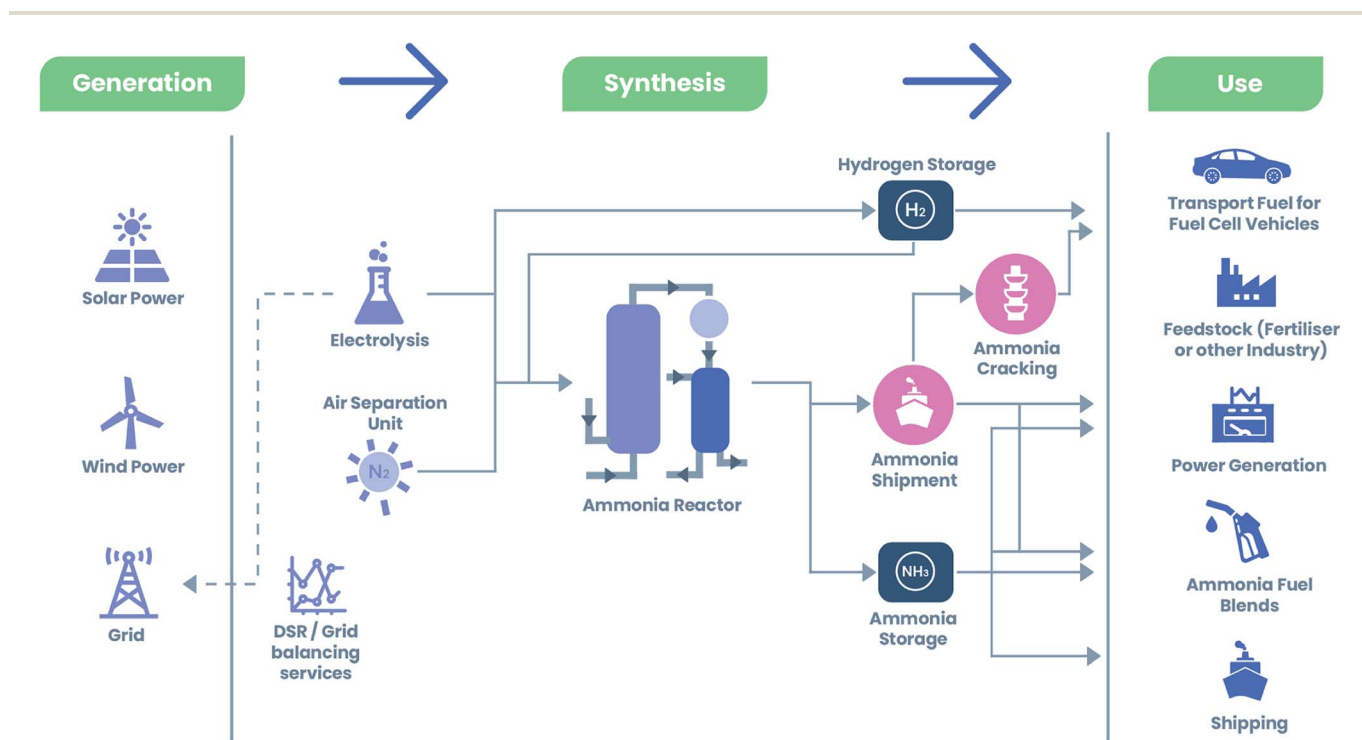 Generation
Synthesis
Use
Solar Power
Wind Power
Grid
Electrolysis
Air Separation
Unit
N2
DSR / Grid
balancing
services
Ammonia Reactor
Hydrogen Storage
H2
Ammonia
Cracking
Ammonia
Shipment
NH3
Ammonia
Storage
Transport Fuel for
Fuel Cell Vehicles
Feedstock (Fertiliser
or other Industry)
Power Generation
Ammonia Fuel
Blends
Shipping